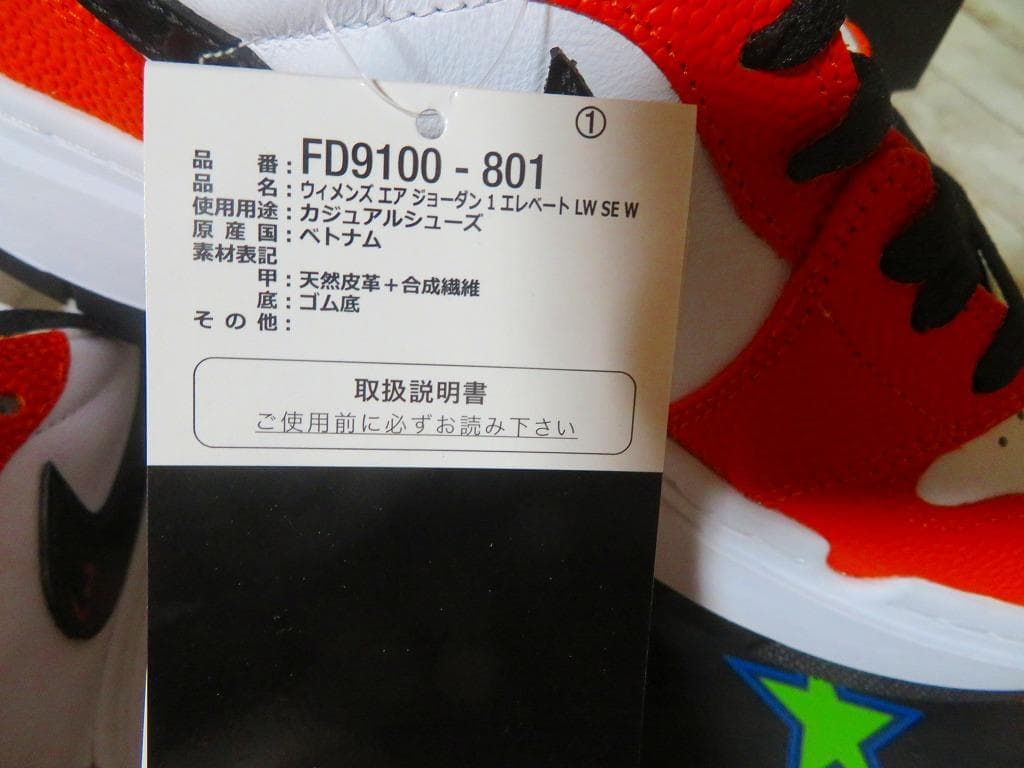 ①
品番：FD9100 - 801
品名：ウィメンズ エア ジョーダン 1 エレベート LW SE W
使用用途：カジュアルシューズ
原産国：ベトナム
素材表記
甲：天然皮革＋合成繊維
底：ゴム底
その他：
取扱説明書
ご使用前に必ずお読み下さい